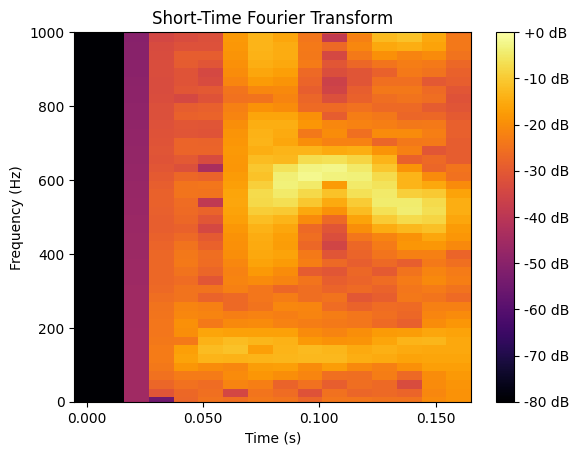 Short-Time Fourier Transform
1000
800
600
400
200
0
Frequency (Hz)
0.000
0.050
0.100
0.150
Time (s)
+0 dB
-10 dB
-20 dB
-30 dB
-40 dB
-50 dB
-60 dB
-70 dB
-80 dB